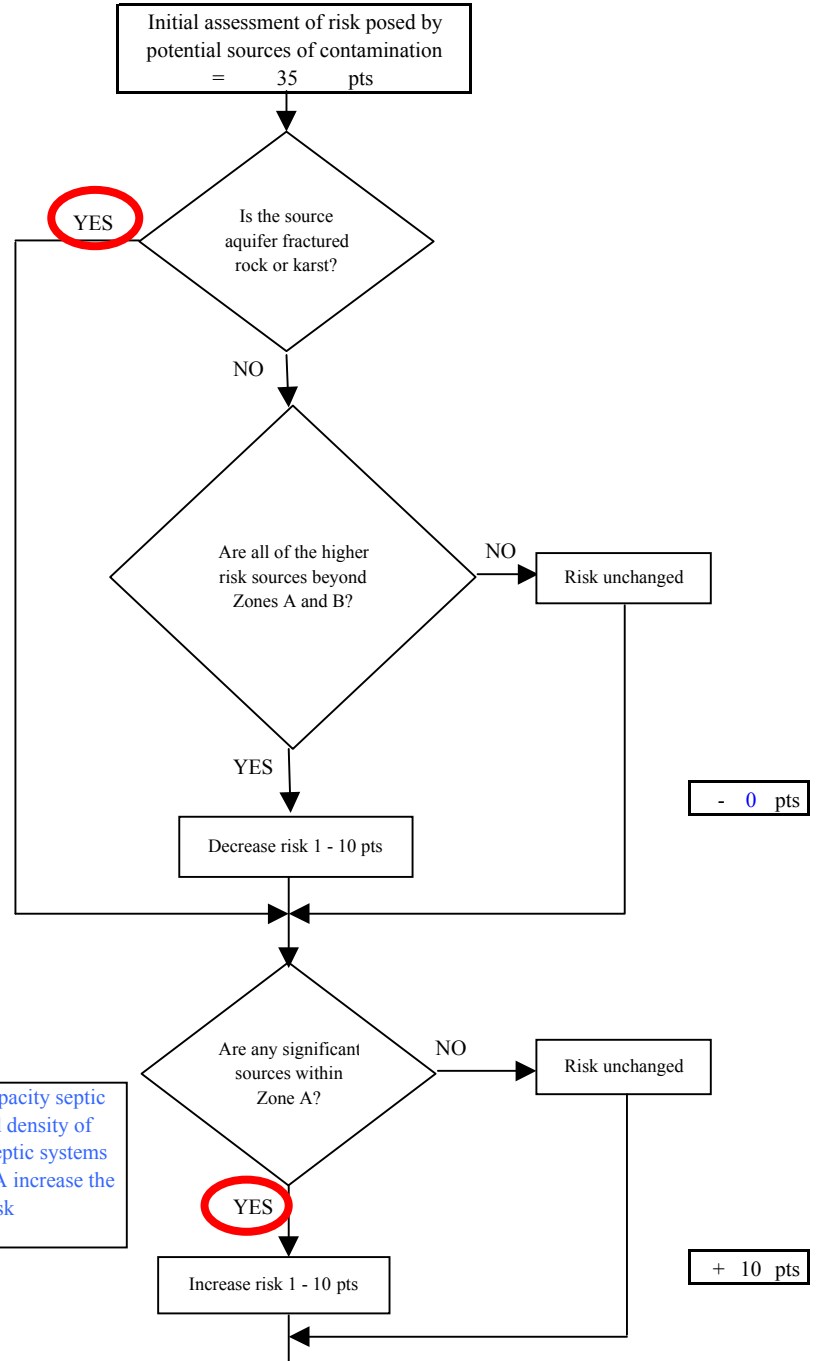 Initial assessment of risk posed by
potential sources of contamination
= 35 pts
YES
Is the source
aquifer fractured
rock or karst?
NO
Are all of the higher
risk sources beyond
Zones A and B?
NO
Risk unchanged
YES
- 0 pts
Decrease risk 1 - 10 pts
Are any significant
sources within
Zone A?
NO
Risk unchanged
pacity septic
density of
eptic systems
A increase the
sk
YES
+ 10 pts
Increase risk 1 - 10 pts